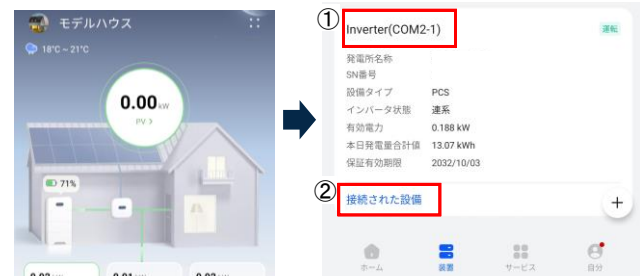 モデルハウス
18°C ~ 21°C
0.00 kW
PV >
71%
①
Inverter(COM2-1)
運転
発電所名称
SN番号
設備タイプ PCS
インバータ状態 連系
有効電力 0.188 kW
本日発電量合計値 13.07 kWh
保証有効期限 2032/10/03
②
接続された設備
+
ホーム
装置
サービス
自分